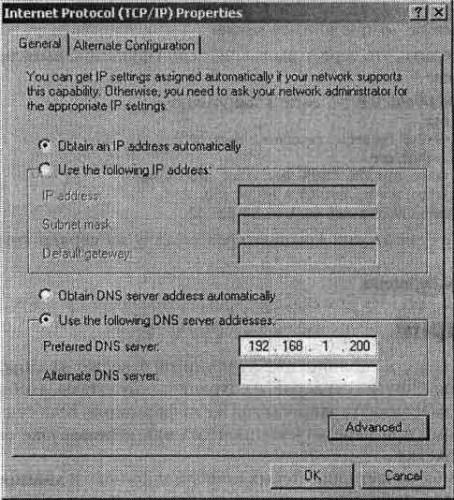 Internet Protocol (TCP/IP) Properties
General
Alternate Configuration
You can get IP settings assigned automatically if your network supports
this capability. Otherwise, you need to ask your network administrator for
the appropriate IP settings.
Obtain an IP address automatically
Use the following IP address:
IP address:
Subnet mask:
Default gateway:
Obtain DNS server address automatically
Use the following DNS server addresses:
Preferred DNS server:
192 . 168 . 1 . 200
Alternate DNS server:
. . .
Advanced...
OK
Cancel